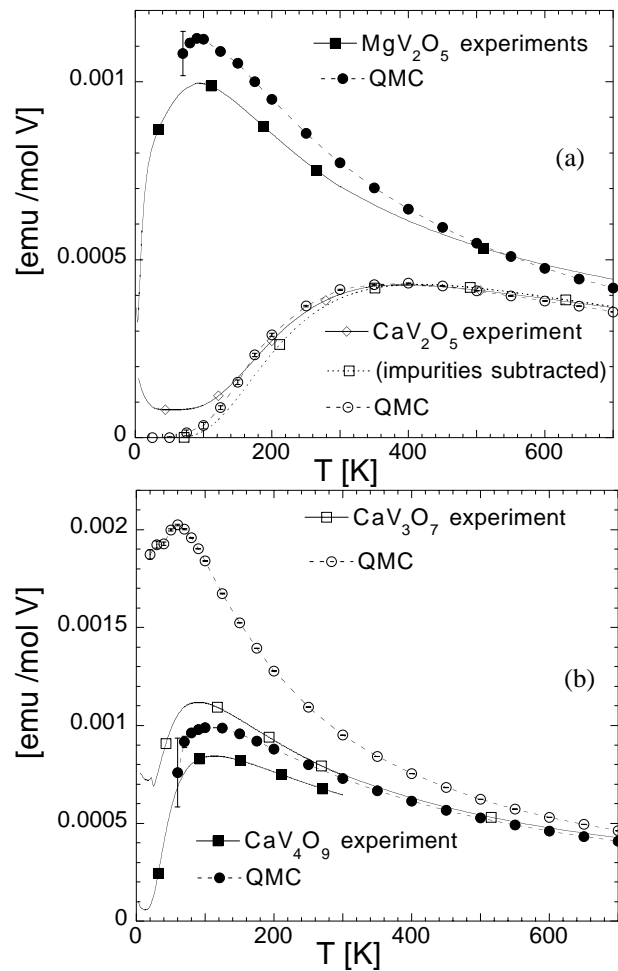 MgV₂O₅ experiments
QMC
0.001
(a)
[emu /mol V]
0.0005
CaV₂O₅ experiment
(impurities subtracted)
QMC
0
200
400
600
T [K]
CaV₃O₇ experiment
0.002
QMC
0.0015
[emu /mol V]
(b)
0.001
0.0005
CaV₄O₉ experiment
QMC
0
0
200
400
600
T [K]